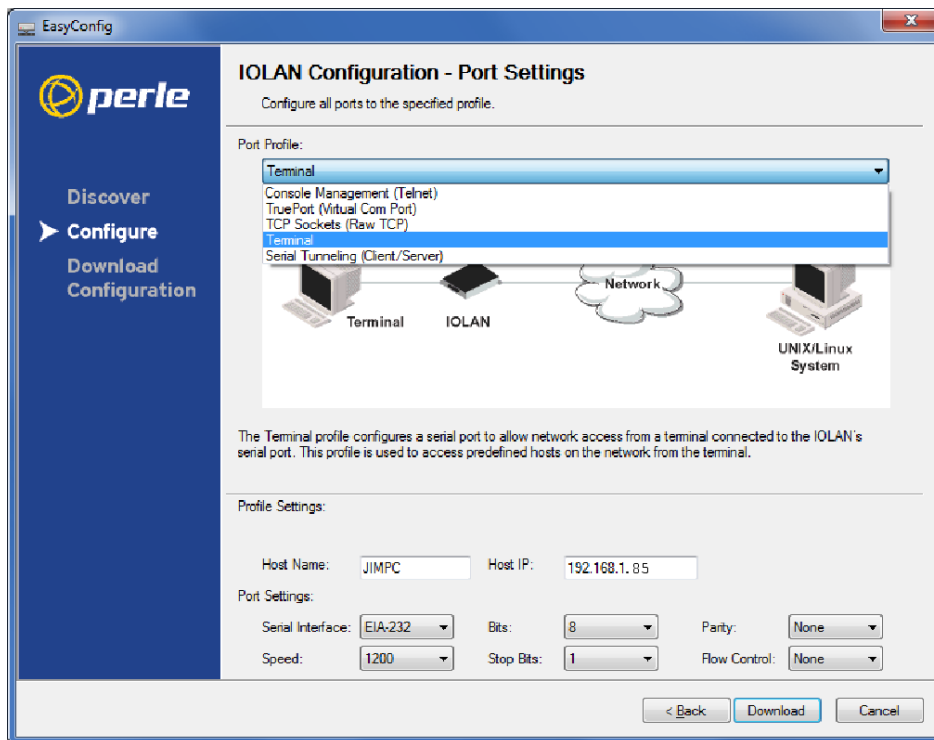 EasyConfig
perle
IOLAN Configuration - Port Settings
Configure all ports to the specified profile.
Discover
Configure
Download
Configuration
Port Profile:
Terminal
Console Management (Telnet)
TruePort (Virtual Com Port)
TCP Sockets (Raw TCP)
Terminal
Serial Tunneling (Client/Server)
Terminal
IOLAN
Network
UNIX/Linux
System
The Terminal profile configures a serial port to allow network access from a terminal connected to the IOLAN's
serial port. This profile is used to access predefined hosts on the network from the terminal.
Profile Settings:
Host Name: JIMPC Host IP: 192.168.1.85
Port Settings:
Serial Interface: EIA-232 Bits: 8 Parity: None
Speed: 1200 Stop Bits: 1 Flow Control: None
< Back Download Cancel